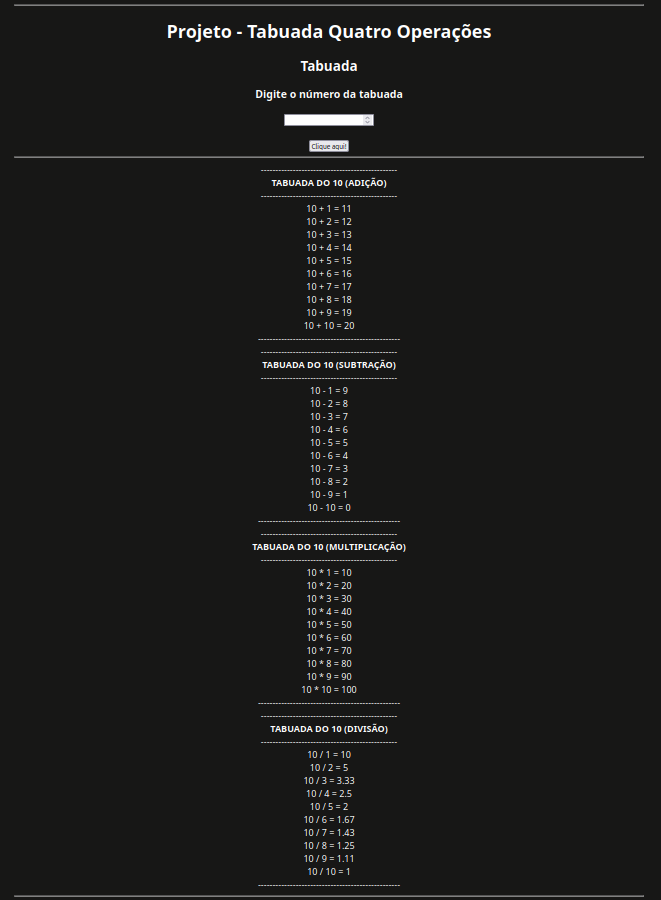 Projeto - Tabuada Quatro Operações
Tabuada
Digite o número da tabuada
Clique aqui!
-----------------------------------------------
TABUADA DO 10 (ADIÇÃO)
-----------------------------------------------
10 + 1 = 11
10 + 2 = 12
10 + 3 = 13
10 + 4 = 14
10 + 5 = 15
10 + 6 = 16
10 + 7 = 17
10 + 8 = 18
10 + 9 = 19
10 + 10 = 20
-------------------------------------------------
-----------------------------------------------
TABUADA DO 10 (SUBTRAÇÃO)
-----------------------------------------------
10 - 1 = 9
10 - 2 = 8
10 - 3 = 7
10 - 4 = 6
10 - 5 = 5
10 - 6 = 4
10 - 7 = 3
10 - 8 = 2
10 - 9 = 1
10 - 10 = 0
-------------------------------------------------
-----------------------------------------------
TABUADA DO 10 (MULTIPLICAÇÃO)
-----------------------------------------------
10 * 1 = 10
10 * 2 = 20
10 * 3 = 30
10 * 4 = 40
10 * 5 = 50
10 * 6 = 60
10 * 7 = 70
10 * 8 = 80
10 * 9 = 90
10 * 10 = 100
-------------------------------------------------
-----------------------------------------------
TABUADA DO 10 (DIVISÃO)
-----------------------------------------------
10 / 1 = 10
10 / 2 = 5
10 / 3 = 3.33
10 / 4 = 2.5
10 / 5 = 2
10 / 6 = 1.67
10 / 7 = 1.43
10 / 8 = 1.25
10 / 9 = 1.11
10 / 10 = 1
-------------------------------------------------